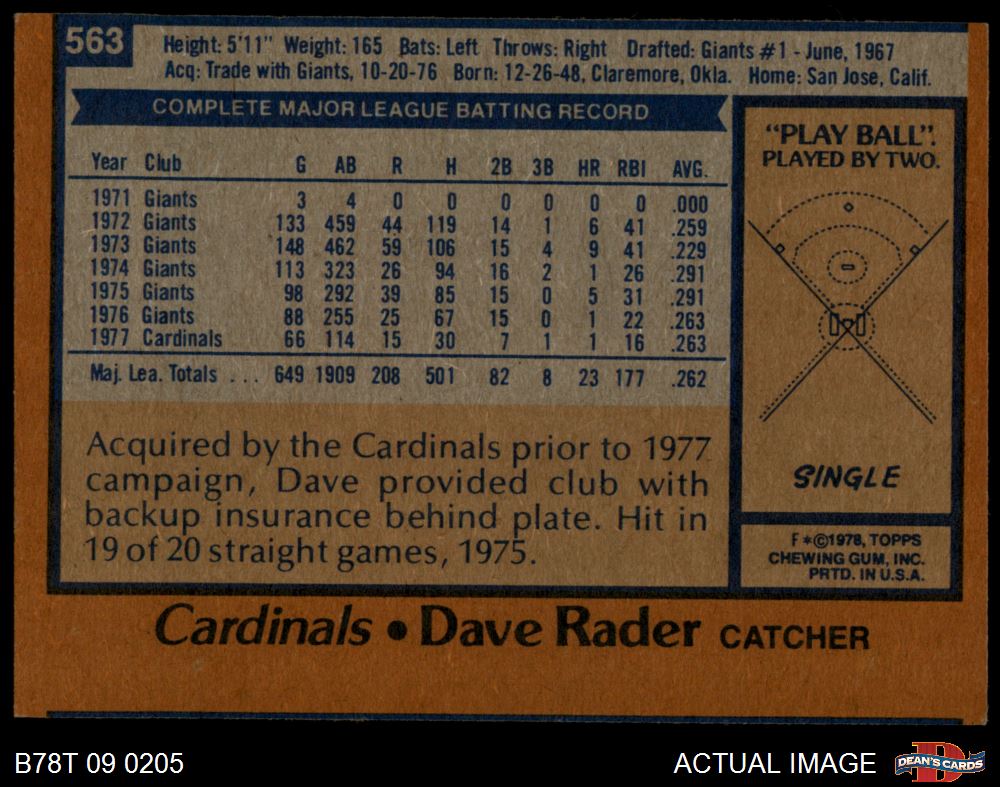 563
Height: 5'11" Weight: 165 Bats: Left Throws: Right Drafted: Giants #1 - June, 1967
Acq: Trade with Giants, 10-20-76 Born: 12-26-48, Claremore, Okla. Home: San Jose, Calif.
COMPLETE MAJOR LEAGUE BATTING RECORD
Year Club G AB R H 2B 3B HR RBI AVG.
1971 Giants 3 4 0 0 0 0 0 0 .000
1972 Giants 133 459 44 119 14 1 6 41 .259
1973 Giants 148 462 59 106 15 4 9 41 .229
1974 Giants 113 323 26 94 16 2 1 26 .291
1975 Giants 98 292 39 85 15 0 5 31 .291
1976 Giants 88 255 25 67 15 0 1 22 .263
1977 Cardinals 66 114 15 30 7 1 1 16 .263
Maj. Lea. Totals . . . 649 1909 208 501 82 8 23 177 .262
Acquired by the Cardinals prior to 1977
campaign, Dave provided club with
backup insurance behind plate. Hit in
19 of 20 straight games, 1975.
"PLAY BALL".
PLAYED BY TWO.
SINGLE
F*©1978, TOPPS
CHEWING GUM, INC.
PRTD. IN U.S.A.
Cardinals • Dave Rader CATCHER
B78T 09 0205
ACTUAL IMAGE
D
DEAN'S CARDS